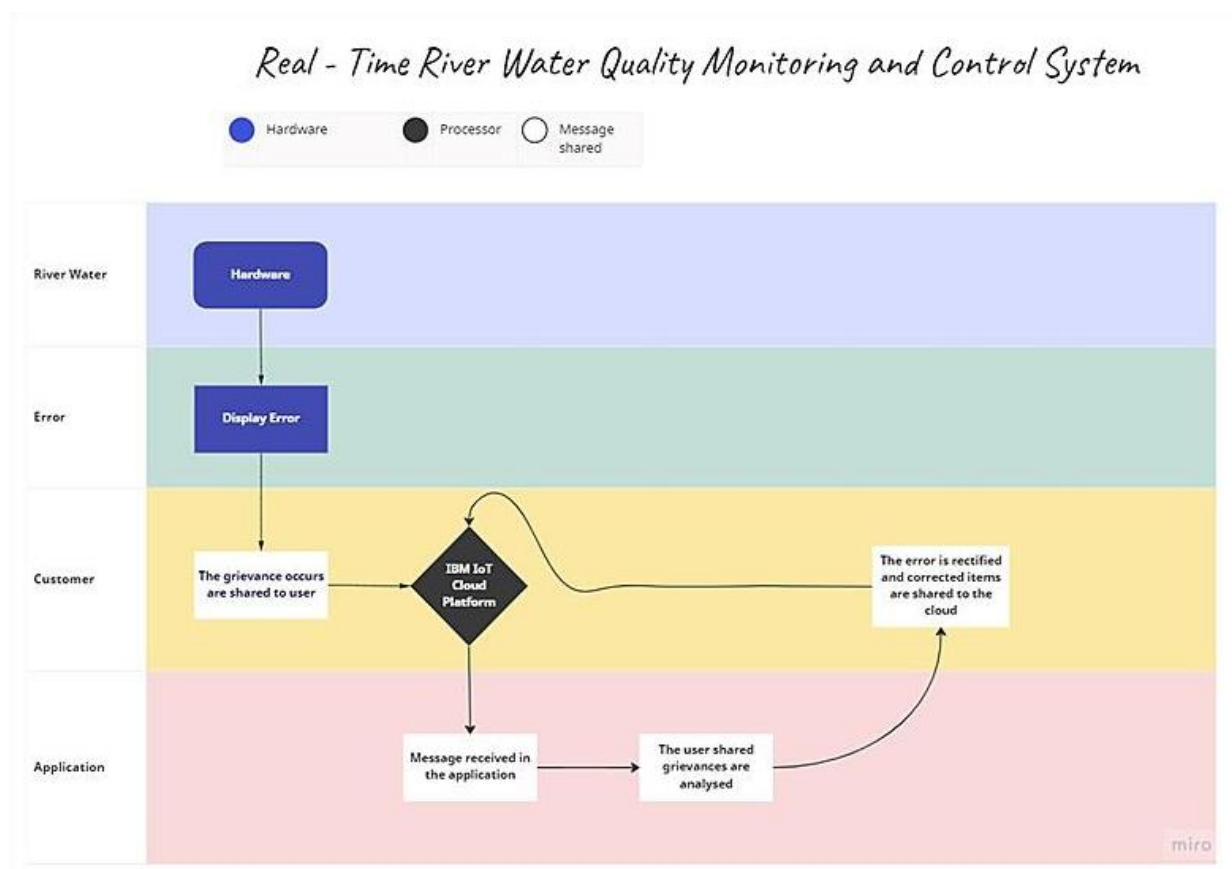 Real - Time River Water Quality Monitoring and Control System
Hardware
Processor
Message
shared
River Water
Hardware
Error
Display Error
Customer
The grievance occurs
are shared to user
IBM IoT
Cloud
Platform
The error is rectified
and corrected items
are shared to the
cloud
Application
Message received in
the application
The user shared
grievances are
analysed
miro